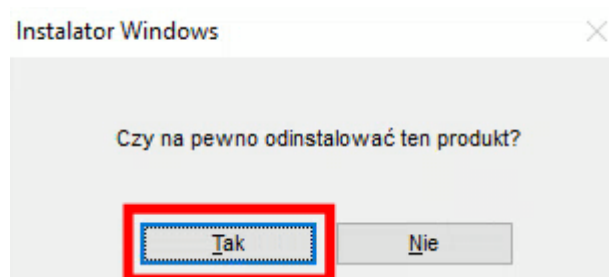 Instalator Windows
Czy na pewno odinstalować ten produkt?
Tak Nie